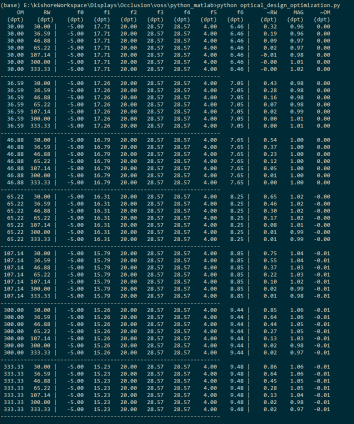 (base) E:\kishoreWorkspace\Displays\Occlusion\voss\python_matlab>python optical_design_optimization.py
OM RW | F1 F3 F5 | ~RW MAG ~OM
(dpt) (dpt) | (dpt) (dpt) (dpt) (dpt) (dpt) (dpt) (dpt) | (dpt) (dpt)
30.00 30.00 | -5.00 17.71 20.00 28.57 28.57 4.00 6.46 | 0.32 0.96 0.00
30.00 36.59 | -5.00 17.71 20.00 28.57 28.57 4.00 6.46 | 0.19 0.96 0.00
30.00 46.88 | -5.00 17.71 20.00 28.57 28.57 4.00 6.46 | 0.09 0.97 0.00
30.00 65.22 | -5.00 17.71 20.00 28.57 28.57 4.00 6.46 | 0.02 0.97 0.00
30.00 107.14 | -5.00 17.71 20.00 28.57 28.57 4.00 6.46 | -0.01 0.98 0.00
30.00 300.00 | -5.00 17.71 20.00 28.57 28.57 4.00 6.46 | -0.00 1.01 0.00
30.00 333.33 | -5.00 17.71 20.00 28.57 28.57 4.00 6.46 | 0.00
36.59 30.00 | -5.00 17.26 20.00 28.57 28.57 4.00 7.05 | 0.43 0.98 0.00
36.59 36.59 | -5.00 17.26 20.00 28.57 28.57 4.00 7.05 | 0.28 0.98 0.00
36.59 46.88 | -5.00 17.26 20.00 28.57 28.57 4.00 7.05 | 0.16 0.98 0.00
36.59 65.22 | -5.00 17.26 20.00 28.57 28.57 4.00 7.05 | 0.07 0.98 0.00
36.59 107.14 | -5.00 17.26 20.00 28.57 28.57 4.00 7.05 | 0.02 0.99 0.00
36.59 300.00 | -5.00 17.26 20.00 28.57 28.57 4.00 7.05 | 0.00 1.01 0.00
36.59 333.33 | -5.00 17.26 20.00 28.57 28.57 4.00 7.05 | 0.00 1.01 0.00
46.88 30.00 | -5.00 16.79 20.00 28.57 28.57 4.00 7.65 | 0.54 1.00 0.00
46.88 36.59 | -5.00 16.79 20.00 28.57 28.57 4.00 7.65 | 0.37 1.00 0.00
46.88 46.88 | -5.00 16.79 20.00 28.57 28.57 4.00 7.65 | 0.23 1.00 0.00
46.88 65.22 | -5.00 16.79 20.00 28.57 28.57 4.00 7.65 | 0.12 1.00 0.00
46.88 107.14 | -5.00 16.79 20.00 28.57 28.57 4.00 7.65 | 0.05 1.00 0.00
46.88 300.00 | -5.00 16.79 20.00 28.57 28.57 4.00 7.65 | 1.00 0.00
46.88 333.33 | -5.00 16.79 20.00 28.57 28.57 4.00 7.65 | 0.00 1.00 0.00
65.22 30.00 | -5.00 16.31 20.00 28.57 28.57 4.00 8.25 | 0.65 1.02 -0.00
65.22 36.59 | -5.00 16.31 20.00 28.57 28.57 4.00 8.25 | 0.46 1.02 -0.00
65.22 46.88 | -5.00 16.31 20.00 28.57 28.57 4.00 8.25 | 0.30 1.02 -0.00
65.22 65.22 | -5.00 16.31 20.00 28.57 28.57 4.00 8.25 | 0.17 1.02 -0.00
65.22 107.14 | -5.00 16.31 20.00 28.57 28.57 4.00 8.25 | 0.08 1.01 -0.00
65.22 300.00 | -5.00 16.31 20.00 28.57 28.57 4.00 8.25 | 0.01 0.99 -0.00
65.22 333.33 | -5.00 16.31 20.00 28.57 28.57 4.00 8.25 | 0.01 0.99 -0.00
107.14 30.00 | -5.00 15.79 20.00 28.57 28.57 4.00 8.85 | 0.75 1.04 -0.01
107.14 36.59 | -5.00 15.79 20.00 28.57 28.57 4.00 8.85 | 0.55 1.04 -0.01
107.14 46.88 | -5.00 15.79 20.00 28.57 28.57 4.00 8.85 | 0.37 1.03 -0.01
107.14 65.22 | -5.00 15.79 20.00 28.57 28.57 4.00 8.85 | 0.22 1.03 -0.01
107.14 107.14 | -5.00 15.79 20.00 28.57 28.57 4.00 8.85 | 0.10 1.02 -0.01
107.14 300.00 | -5.00 15.79 20.00 28.57 28.57 4.00 8.85 | 0.02 0.99 -0.01
107.14 333.33 | -5.00 15.79 20.00 28.57 28.57 4.00 8.85 | 0.01 0.98 -0.01
300.00 30.00 | -5.00 15.26 20.00 28.57 28.57 4.00 9.44 | 0.85 1.06 -0.01
300.00 36.59 | -5.00 15.26 20.00 28.57 28.57 4.00 9.44 | 0.64 1.06 -0.01
300.00 46.88 | -5.00 15.26 20.00 28.57 28.57 4.00 9.44 | 0.44 1.05 -0.01
300.00 65.22 | -5.00 15.26 20.00 28.57 28.57 4.00 9.44 | 0.27 1.05 -0.01
300.00 107.14 | -5.00 15.26 20.00 28.57 28.57 4.00 9.44 | 0.13 1.03 -0.01
300.00 300.00 | -5.00 15.26 20.00 28.57 28.57 4.00 9.44 | 0.02 0.98 -0.01
300.00 333.33 | -5.00 15.26 20.00 28.57 28.57 4.00 9.44 | 0.02 0.97 -0.01
333.33 30.00 | -5.00 15.23 20.00 28.57 28.57 4.00 9.48 | 0.86 1.06 -0.01
333.33 36.59 | -5.00 15.23 20.00 28.57 28.57 4.00 9.48 | 0.64 1.06 -0.01
333.33 46.88 | -5.00 15.23 20.00 28.57 28.57 4.00 9.48 | 0.45 1.05 -0.01
333.33 65.22 | -5.00 15.23 20.00 28.57 28.57 4.00 9.48 | 0.28 1.05 -0.01
333.33 107.14 | -5.00 15.23 20.00 28.57 28.57 4.00 9.48 | 0.13 1.04 -0.01
333.33 300.00 | -5.00 15.23 20.00 28.57 28.57 4.00 9.48 | 0.02 0.98 -0.01
333.33 333.33 | -5.00 15.23 20.00 28.57 28.57 4.00 9.48 | 0.02 0.97 -0.01